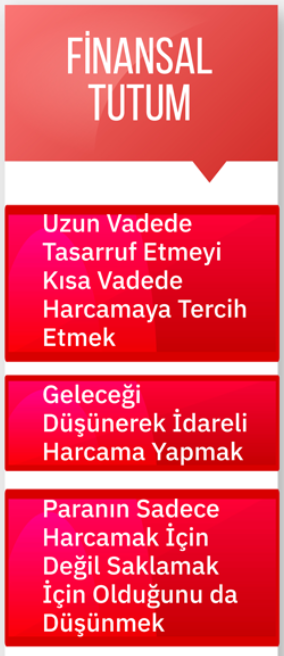 FİNANSAL
TUTUM
Uzun Vadede
Tasarruf Etmeyi
Kısa Vadede
Harcamaya Tercih
Etmek
Geleceği
Düşünerek İdareli
Harcama Yapmak
Paranın Sadece
Harcamak İçin
Değil Saklamak
İçin Olduğunu da
Düşünmek